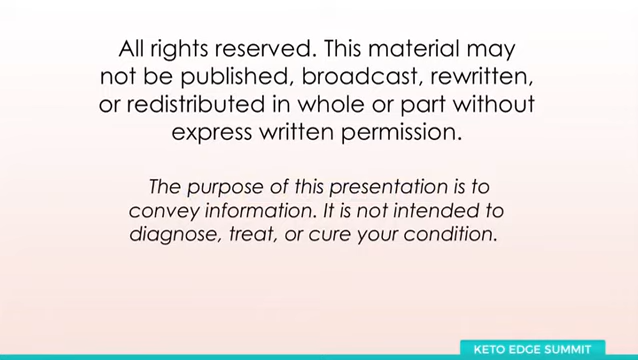 All rights reserved. This material may
not be published, broadcast, rewritten,
or redistributed in whole or part without
express written permission.
The purpose of this presentation is to
convey information. It is not intended to
diagnose, treat, or cure your condition.
KETO EDGE SUMMIT